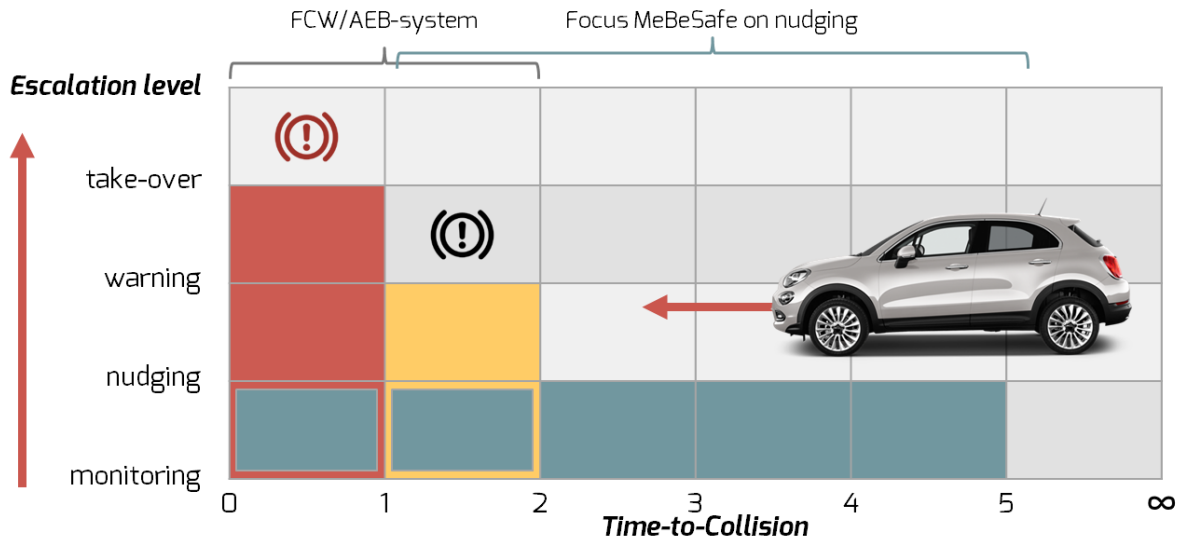 FCW/AEB-system
Focus MeBeSafe on nudging
Escalation level
take-over
warning
nudging
monitoring
0 1 2 3 4 5 ∞
Time-to-Collision